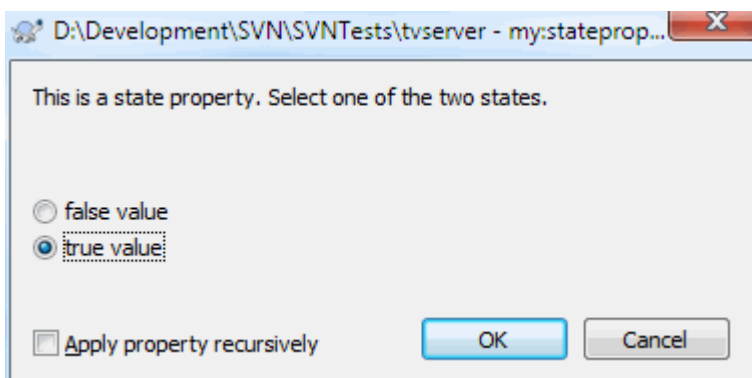 D:\Development\SVN\SVNTests\tvserver - my:stateprop...
This is a state property. Select one of the two states.
false value
true value
Apply property recursively
OK
Cancel